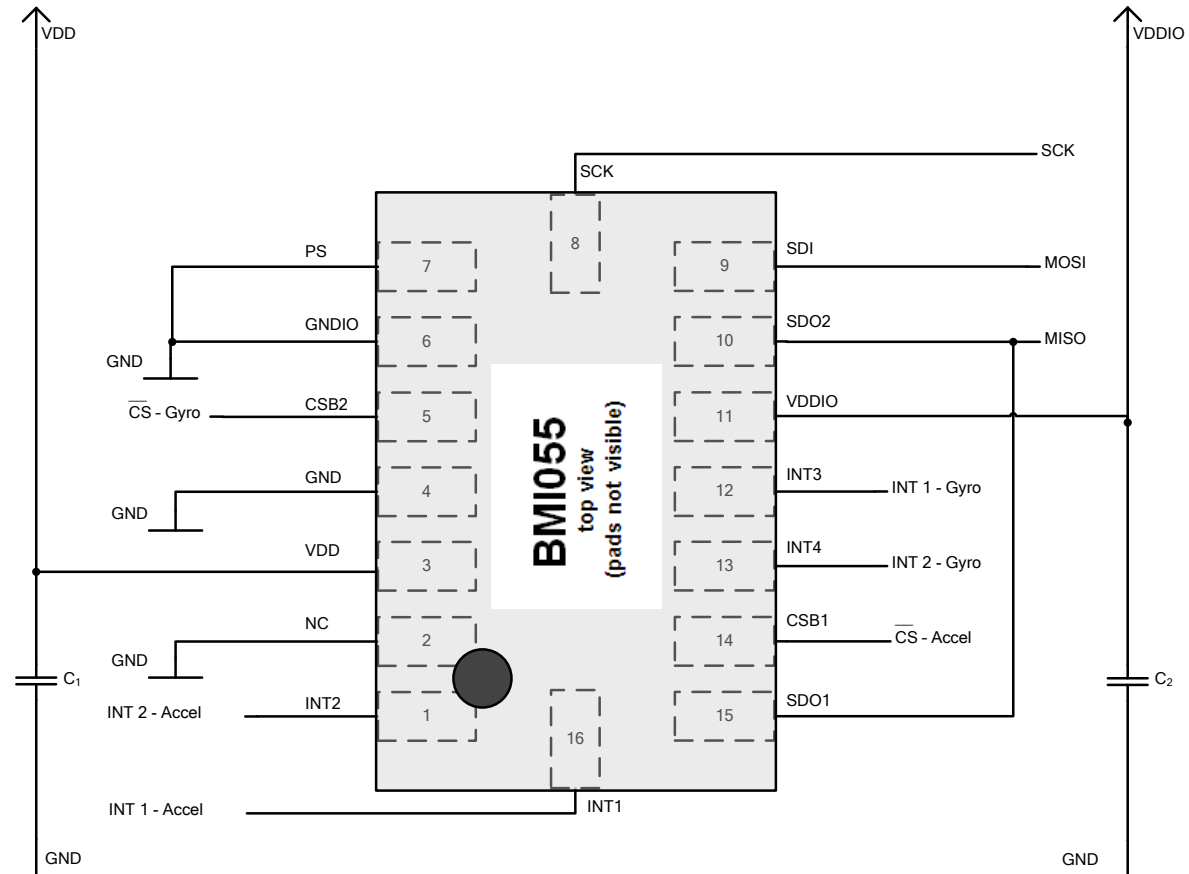 VDD
VDDIO
SCK
SCK
PS
7
8
9
SDI
MOSI
GNDIO
6
10
SDO2
MISO
GND
CS - Gyro
CSB2
5
11
VDDIO
BMI055
top view
(pads not visible)
GND
4
12
INT3
INT 1 - Gyro
GND
VDD
3
13
INT4
INT 2 - Gyro
NC
2
14
CSB1
CS - Accel
GND
C₁
C₂
INT 2 - Accel
INT2
1
16
15
SDO1
INT 1 - Accel
INT1
GND
GND